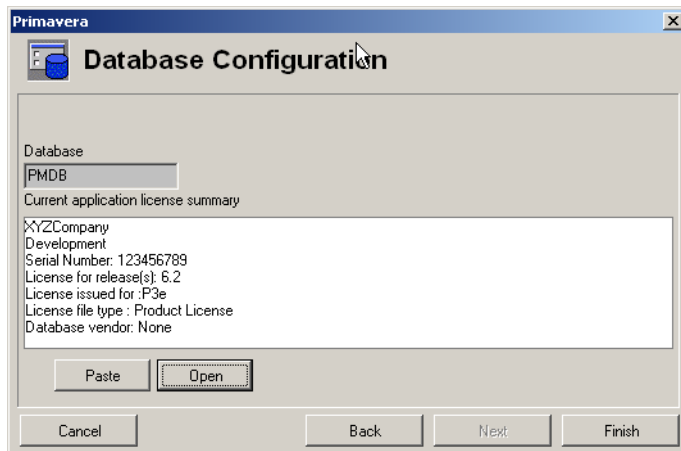 Primavera
Database Configuration
Database
PMDB
Current application license summary
XYZCompany
Development
Serial Number: 123456789
License for release(s): 6.2
License issued for :P3e
License file type : Product License
Database vendor: None
Paste Open
Cancel Back Next Finish